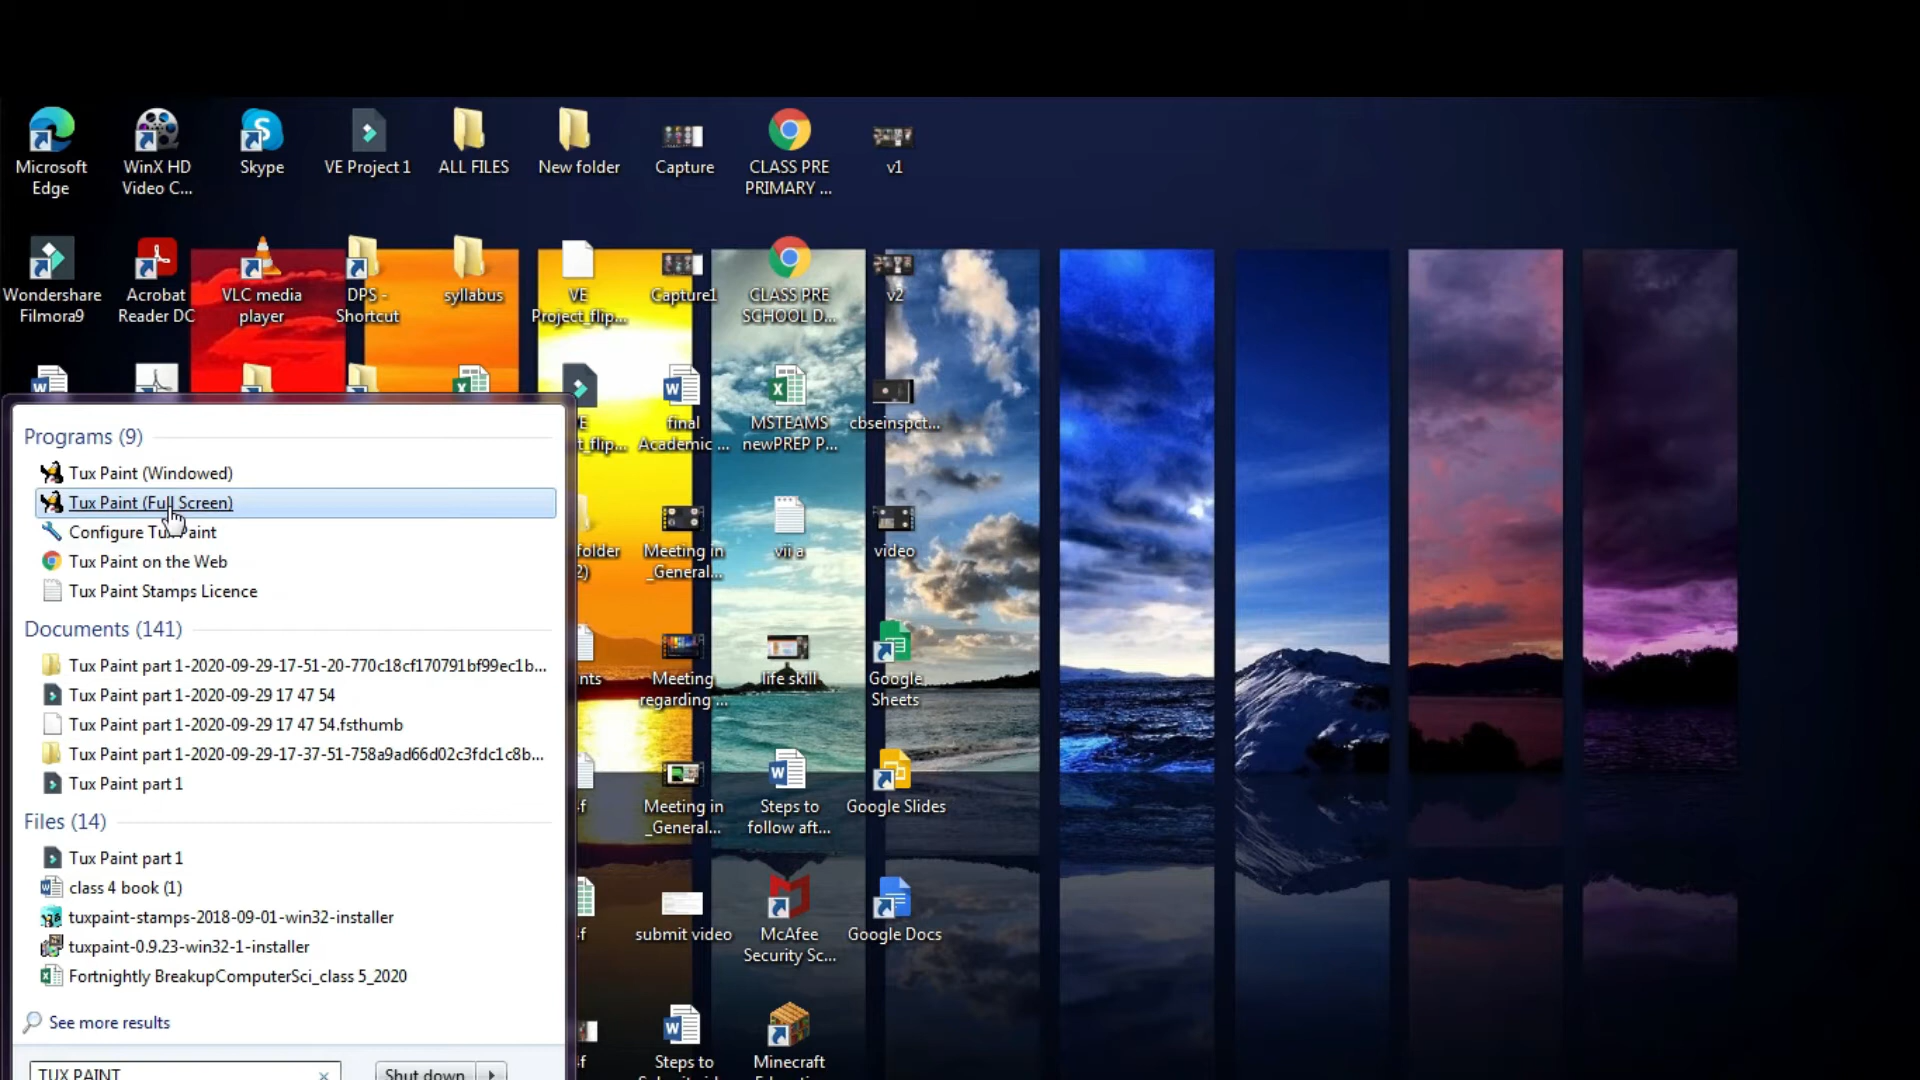 Microsoft
Edge
WinX HD
Video C...
Skype
VE Project 1
ALL FILES
New folder
Capture
CLASS PRE
PRIMARY ...
v1
Wondershare
Filmora9
Acrobat
Reader DC
VLC media
player
DPS -
Shortcut
syllabus
VE
Project_flip...
Capture1
CLASS PRE
SCHOOL D...
v2
final
Academic ...
MSTEAMS
newPREP P...
cbseinspct...
Meeting in
_General...
vii a
video
Meeting
regarding ...
life skill
Google
Sheets
Meeting in
_General...
Steps to
follow aft...
Google Slides
submit video
McAfee
Security Sc...
Google Docs
Steps to
Minecraft
Programs (9)
Tux Paint (Windowed)
Tux Paint (Full Screen)
Configure Tux Paint
Tux Paint on the Web
Tux Paint Stamps Licence
Documents (141)
Tux Paint part 1-2020-09-29-17-51-20-770c18cf170791bf99ec1b...
Tux Paint part 1-2020-09-29 17 47 54
Tux Paint part 1-2020-09-29 17 47 54.fsthumb
Tux Paint part 1-2020-09-29-17-37-51-758a9ad66d02c3fdc1c8b...
Tux Paint part 1
Files (14)
Tux Paint part 1
class 4 book (1)
tuxpaint-stamps-2018-09-01-win32-installer
tuxpaint-0.9.23-win32-1-installer
Fortnightly BreakupComputerSci_class 5_2020
See more results
TUX PAINT
Shut down